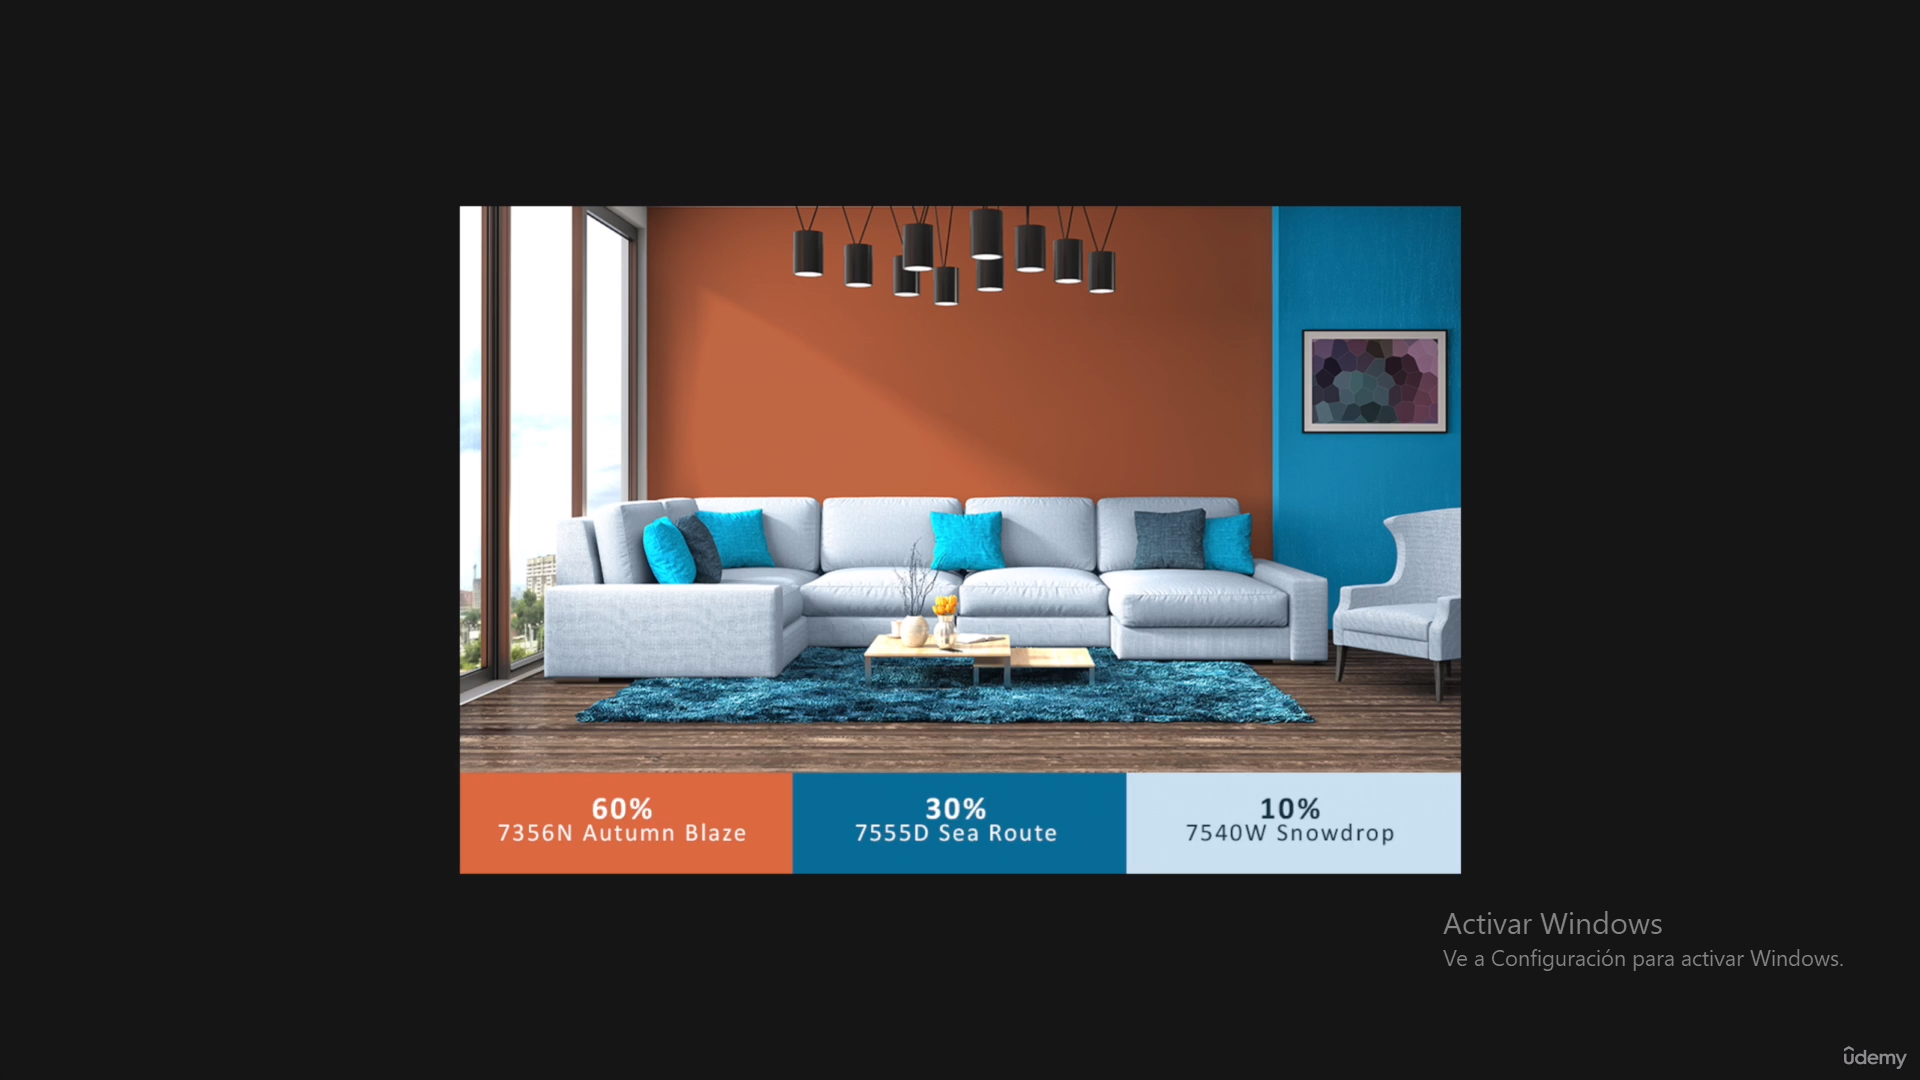 60%
7356N Autumn Blaze
30%
7555D Sea Route
10%
7540W Snowdrop
Activar Windows
Ve a Configuración para activar Windows.
ûdemy